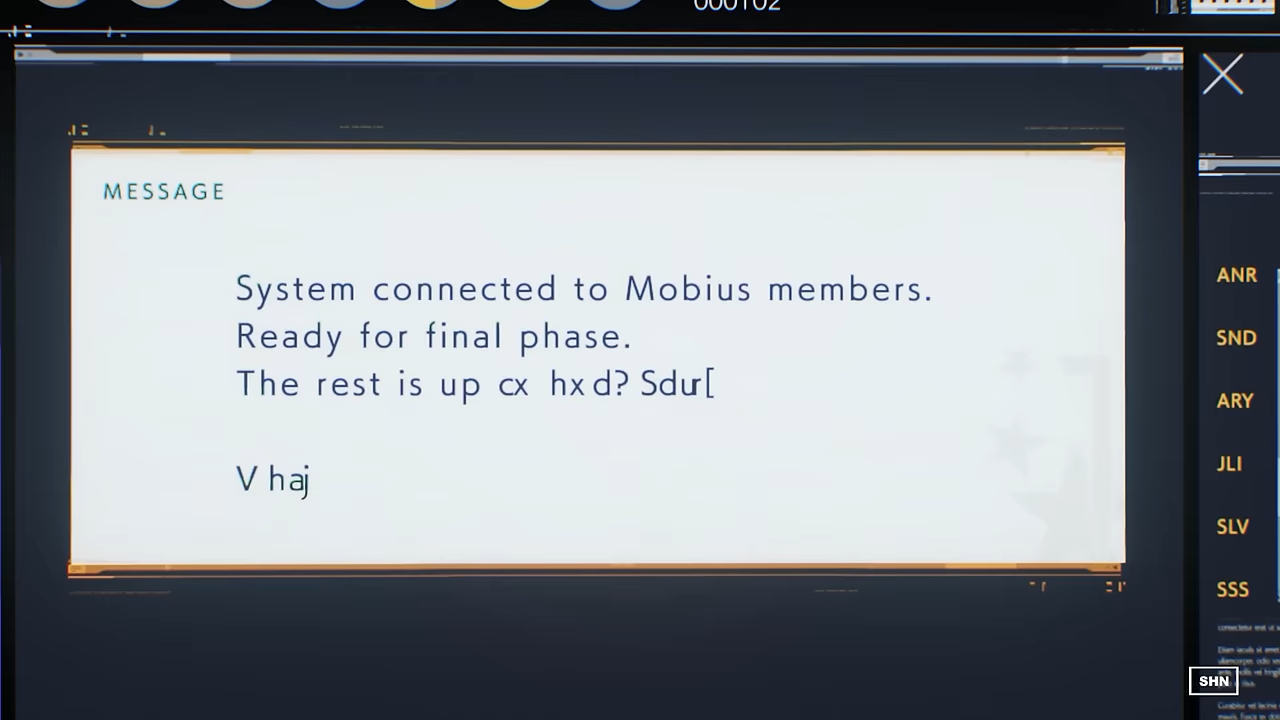 000102
MESSAGE
System connected to Mobius members.
Ready for final phase.
The rest is up cx hxd? Sdur[
V haj
ANR
SND
ARY
JLI
SLV
SSS
SHN